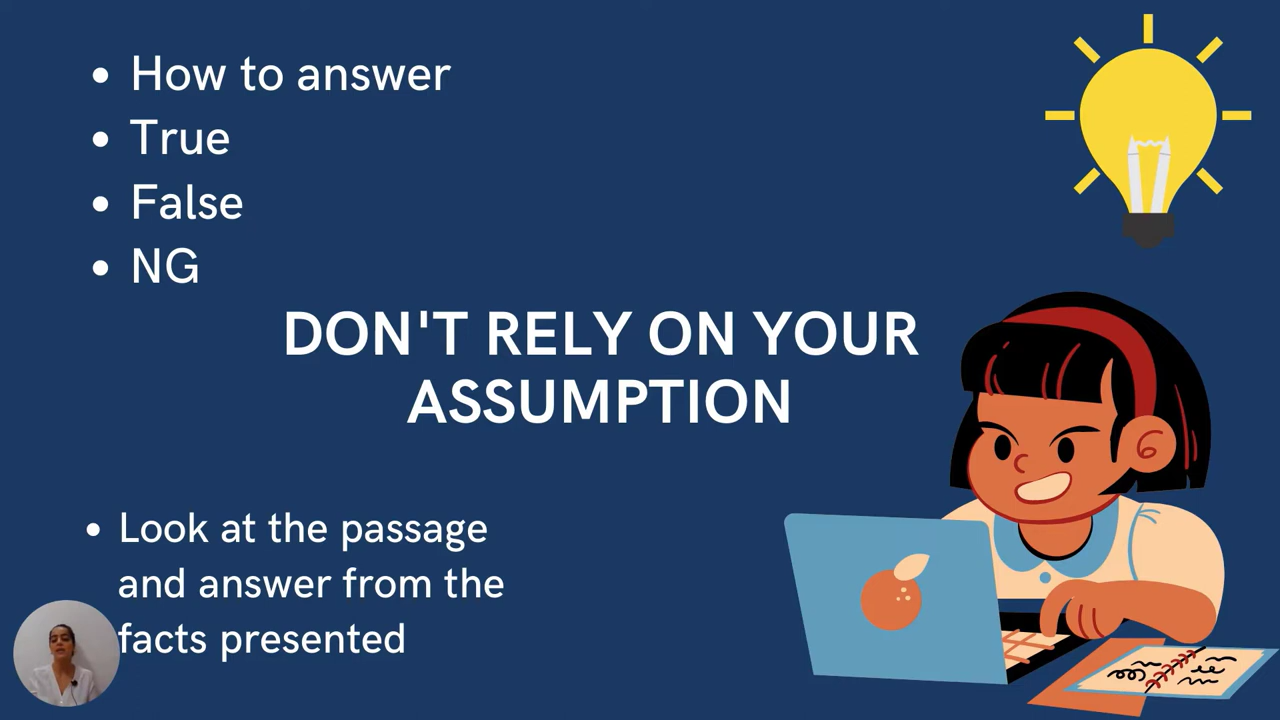 How to answer
True
False
NG
DON'T RELY ON YOUR
ASSUMPTION
Look at the passage
and answer from the
facts presented